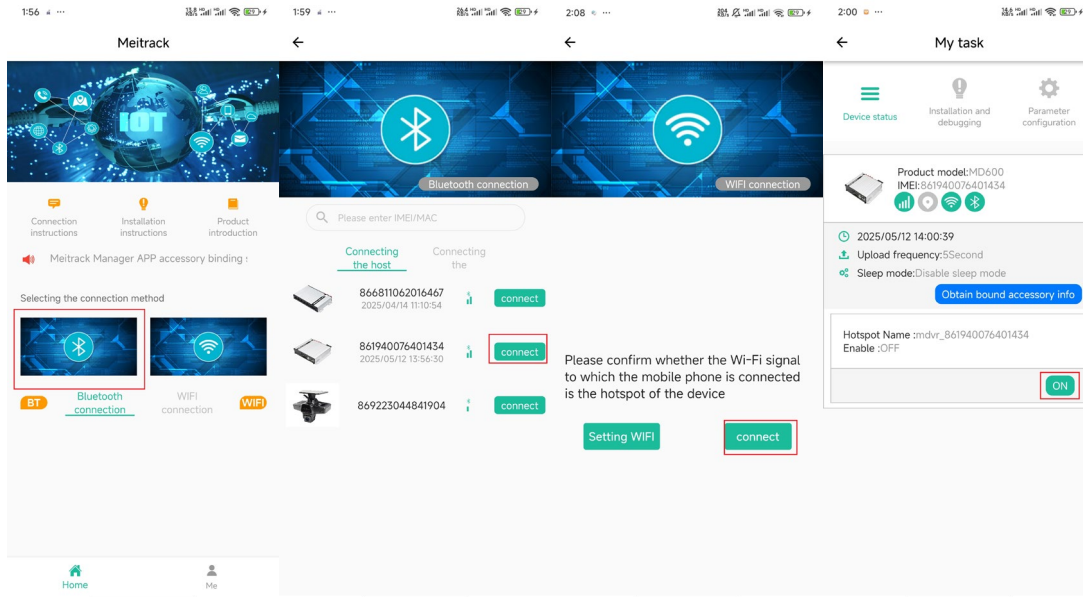 1:56
Meitrack
IOT
Connection
instructions
Installation
instructions
Product
introduction
Meitrack Manager APP accessory binding
Selecting the connection method
BT
Bluetooth
connection
WIFI
connection
WIFI
Home
Me
1:59
Bluetooth connection
Please enter IMEI/MAC
Connecting
the host
Connecting
the
866811062016467
2025/04/14 11:10:54
connect
861940076401434
2025/05/12 13:56:30
connect
869223044841904
connect
2:08
WIFI connection
Please confirm whether the Wi-Fi signal
to which the mobile phone is connected
is the hotspot of the device
Setting WIFI
connect
2:00
My task
Device status
Installation and
debugging
Parameter
configuration
Product model:MD600
IMEI:861940076401434
2025/05/12 14:00:39
Upload frequency:5Second
Sleep mode:Disable sleep mode
Obtain bound accessory info
Hotspot Name :mdvr_861940076401434
Enable :OFF
ON